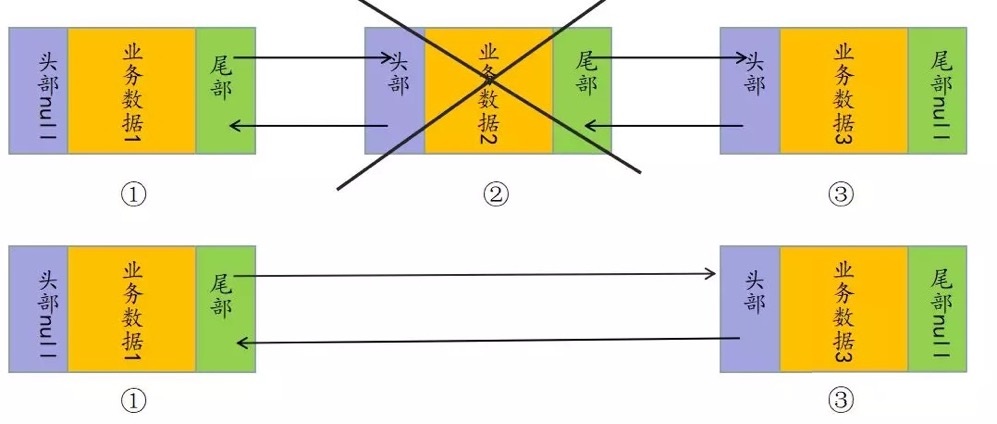 头部null
业务数据1
尾部
头部
业务数据2
尾部
头部
业务数据3
尾部null
①
②
③
头部null
业务数据1
尾部
头部
业务数据3
尾部null
①
③